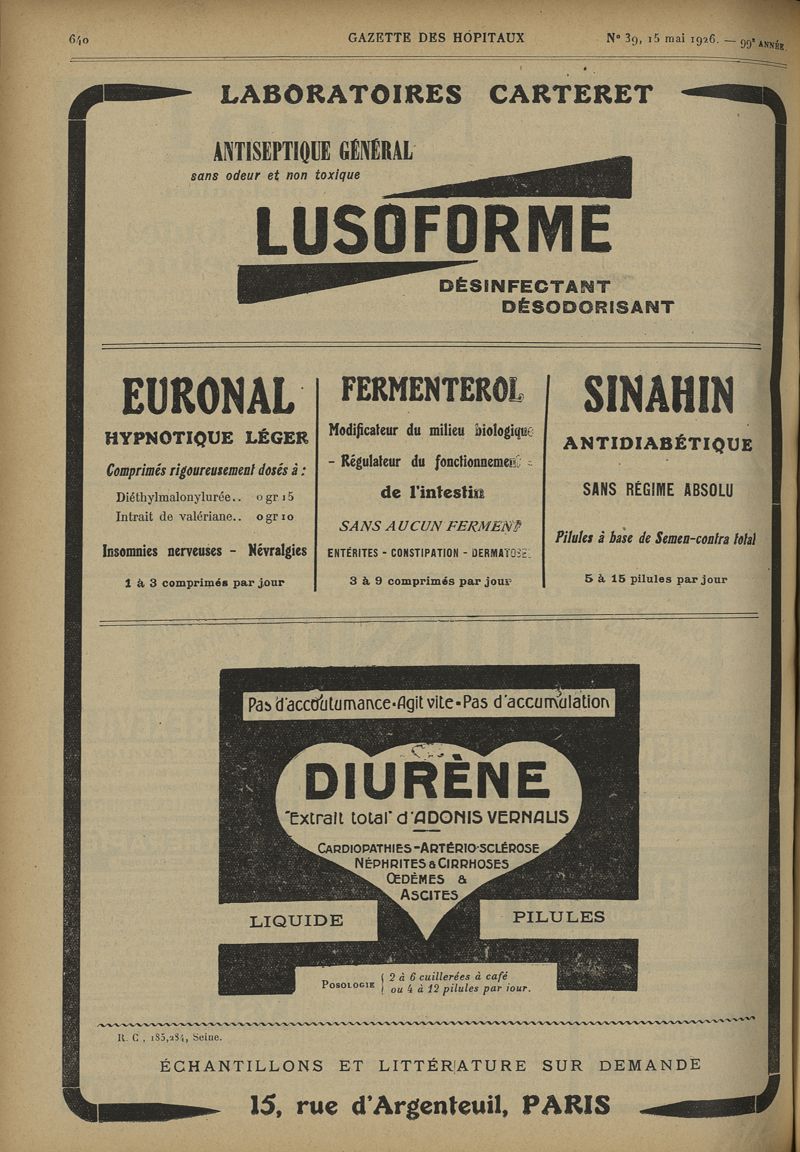 640
GAZETTE DES HÔPITAUX
N° 39, 15 mai 1926. — 99e ANNÉE
LABORATOIRES CARTERET
ANTISEPTIQUE GÉNÉRAL
sans odeur et non toxique
LUSOFORME
DÉSINFECTANT
DÉSODORISANT
EURONAL
HYPNOTIQUE LÉGER
Comprimés rigoureusement dosés à :
Diéthylmalonylurée.. 0 gr 15
Intrait de valériane.. 0 gr 10
Insomnies nerveuses - Névralgies
1 à 3 comprimés par jour
FERMENTEROL
Modificateur du milieu biologique
- Régulateur du fonctionnement -
de l'intestin
SANS AUCUN FERMENT
ENTÉRITES - CONSTIPATION - DERMATOSES
3 à 9 comprimés par jour
SINAHIN
ANTIDIABÉTIQUE
SANS RÉGIME ABSOLU
Pilules à base de Semen-contra total
5 à 15 pilules par jour
Pas d'accoutumance•Agit vite•Pas d'accumulation
DIURÈNE
"Extrait total" d'ADONIS VERNALIS
CARDIOPATHIES-ARTÉRIO-SCLÉROSE
NÉPHRITES & CIRRHOSES
ŒDÈMES &
ASCITES
LIQUIDE
PILULES
POSOLOGIE { 2 à 6 cuillerées à café
ou 4 à 12 pilules par jour.
R. C , 185,284, Seine.
ÉCHANTILLONS ET LITTÉRATURE SUR DEMANDE
15, rue d'Argenteuil, PARIS